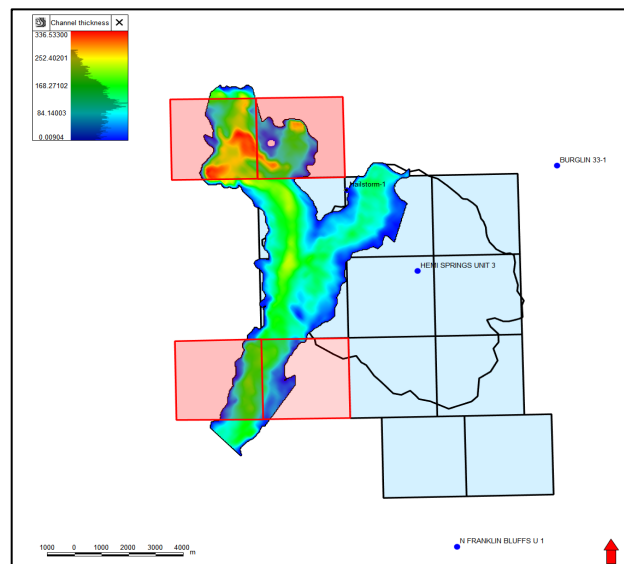 Channel thickness
336.53300
252.40201
168.27102
84.14003
0.00904
BURGLIN 33-1
Hailstorm-1
HEMI SPRINGS UNIT 3
N FRANKLIN BLUFFS U 1
1000 0 1000 2000 3000 4000
m